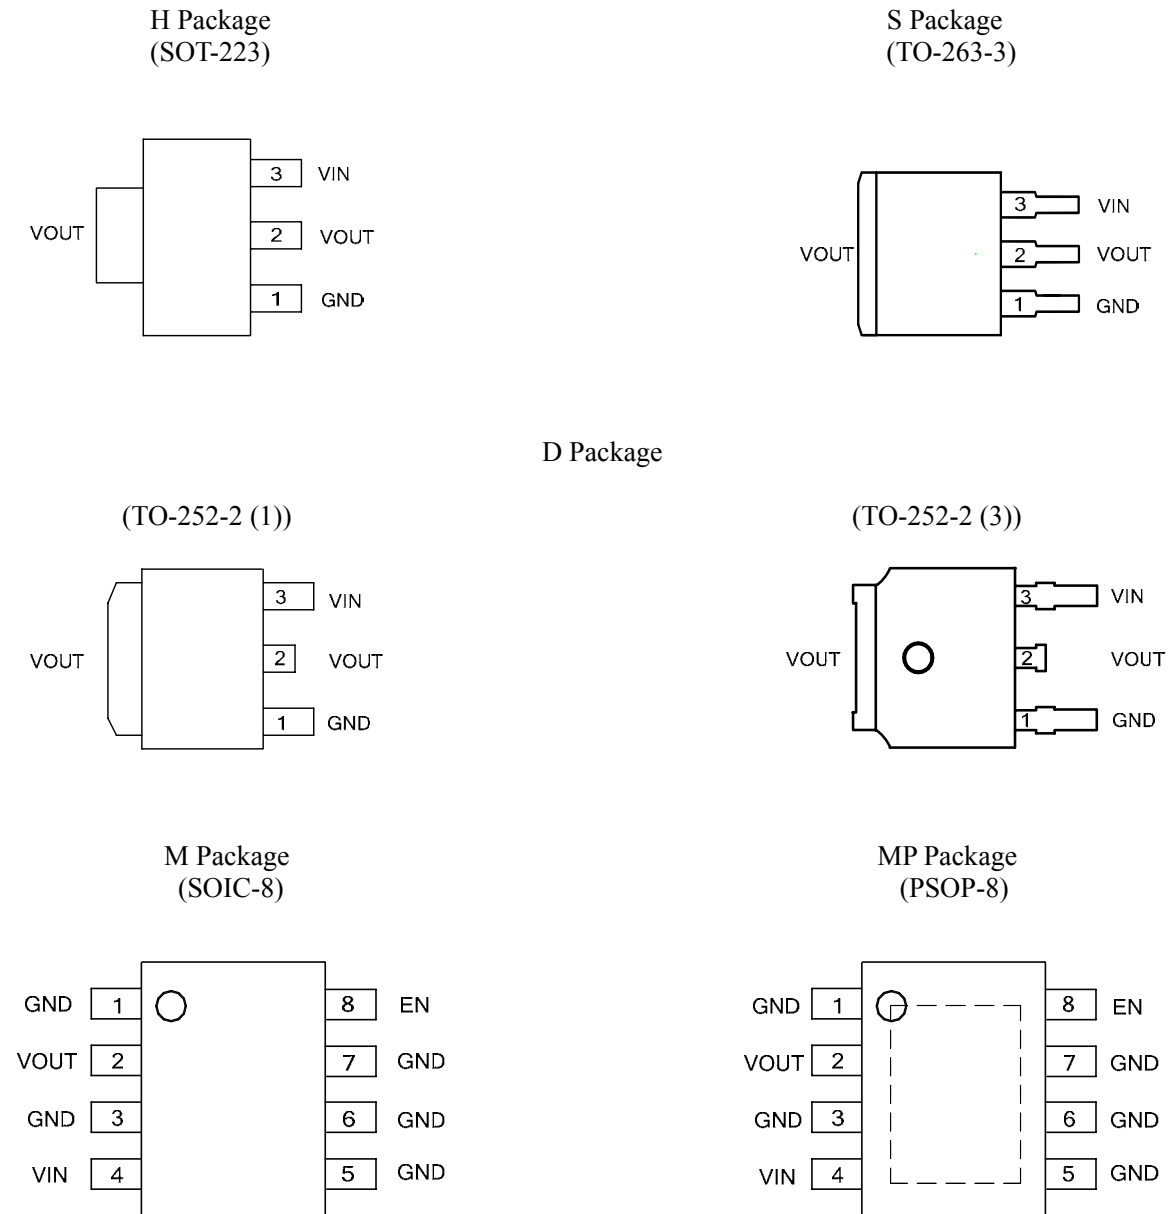 H Package
(SOT-223)
S Package
(TO-263-3)
3 VIN
VOUT
2 VOUT
1 GND
3 VIN
VOUT
2 VOUT
1 GND
D Package
(TO-252-2 (1))
(TO-252-2 (3))
3 VIN
VOUT
2 VOUT
1 GND
3 VIN
VOUT
2 VOUT
1 GND
M Package
(SOIC-8)
MP Package
(PSOP-8)
GND 1 8 EN
VOUT 2 7 GND
GND 3 6 GND
VIN 4 5 GND
GND 1 8 EN
VOUT 2 7 GND
GND 3 6 GND
VIN 4 5 GND